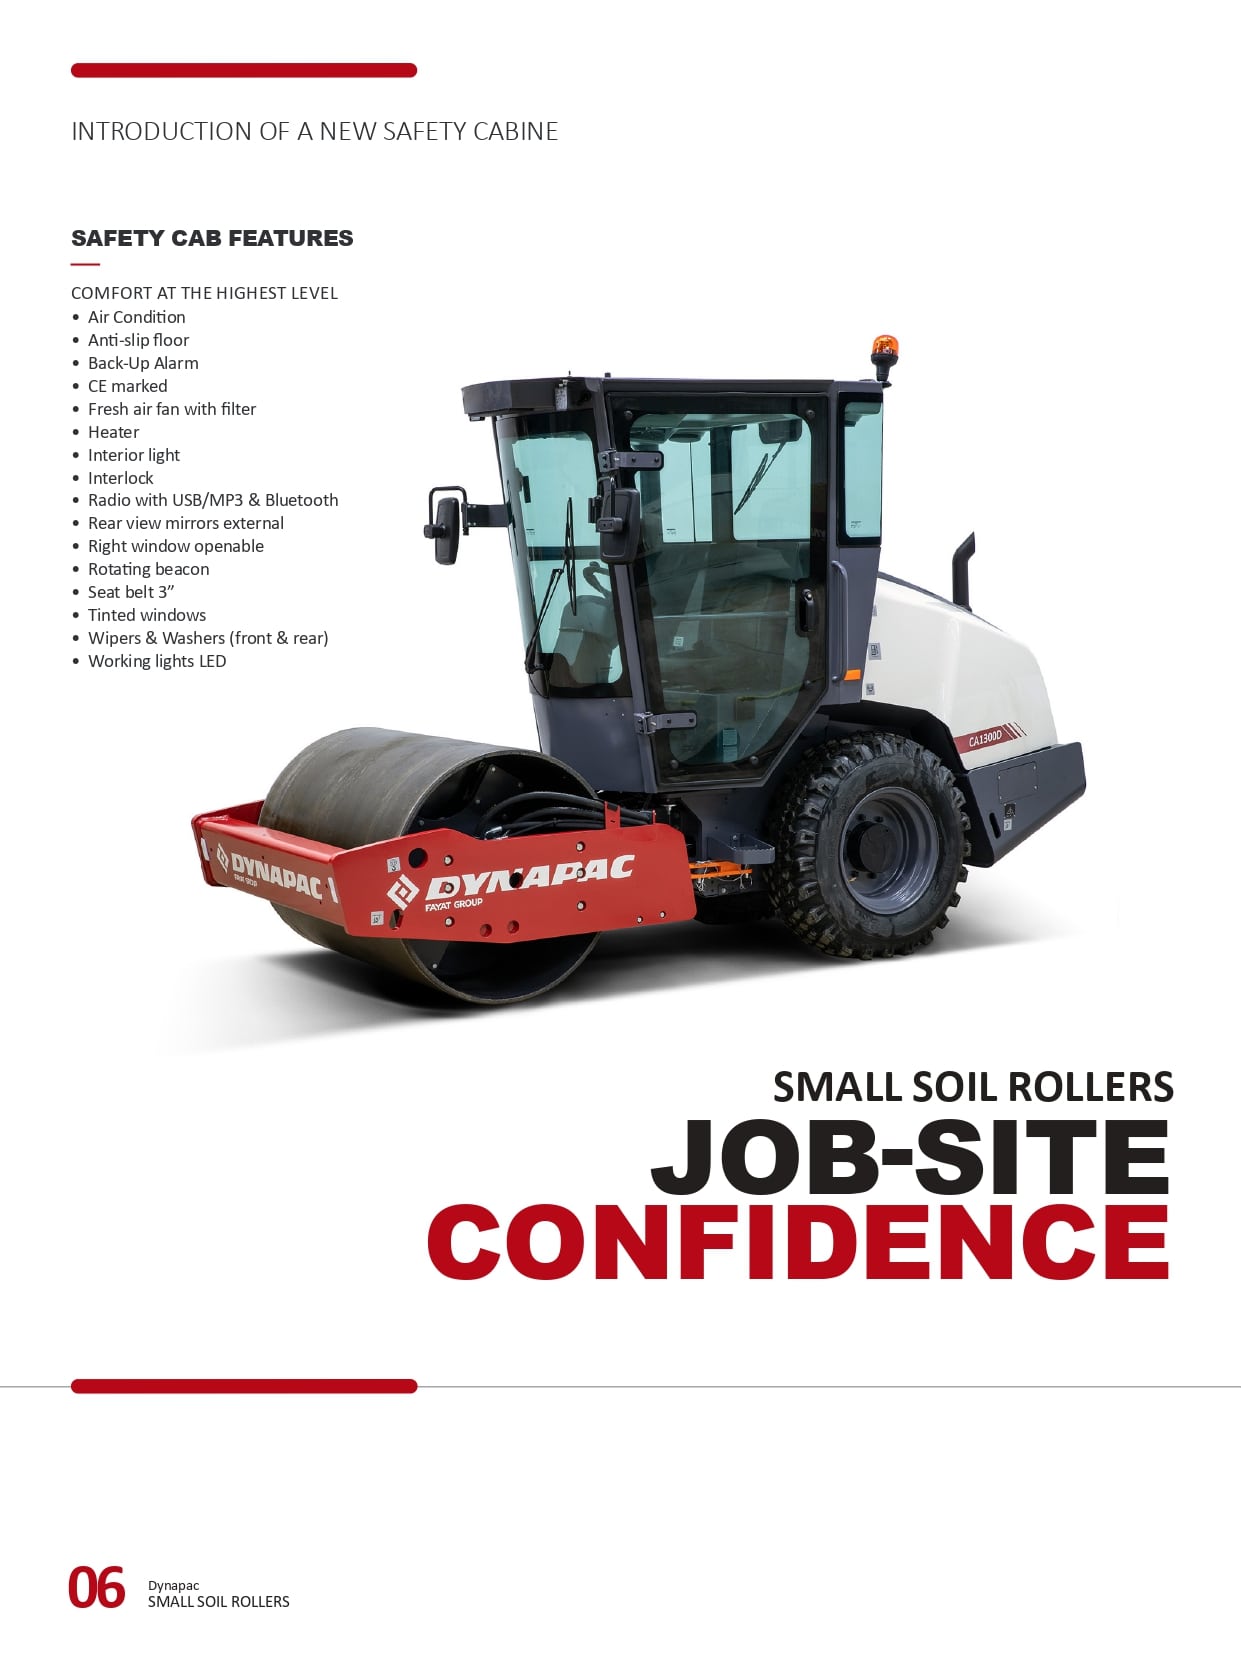 INTRODUCTION OF A NEW SAFETY CABINE
SAFETY CAB FEATURES
COMFORT AT THE HIGHEST LEVEL
• Air Condition
• Anti-slip floor
• Back-Up Alarm
• CE marked
• Fresh air fan with filter
• Heater
• Interior light
• Interlock
• Radio with USB/MP3 & Bluetooth
• Rear view mirrors external
• Right window openable
• Rotating beacon
• Seat belt 3”
• Tinted windows
• Wipers & Washers (front & rear)
• Working lights LED
CA1300D
DYNAPAC
DYNAPAC
FAYAT GROUP
SMALL SOIL ROLLERS
JOB-SITE
CONFIDENCE
06
Dynapac
SMALL SOIL ROLLERS